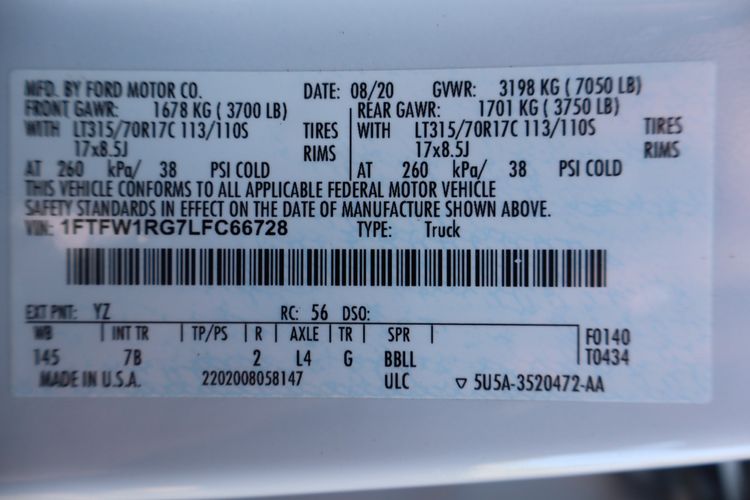 MFD. BY FORD MOTOR CO. DATE: 08/20 GVWR: 3198 KG ( 7050 LB)
FRONT GAWR: 1678 KG ( 3700 LB) REAR GAWR: 1701 KG ( 3750 LB)
WITH LT315/70R17C 113/110S TIRES WITH LT315/70R17C 113/110S TIRES
17x8.5J RIMS 17x8.5J RIMS
AT 260 kPa/ 38 PSI COLD AT 260 kPa/ 38 PSI COLD
THIS VEHICLE CONFORMS TO ALL APPLICABLE FEDERAL MOTOR VEHICLE
SAFETY STANDARDS IN EFFECT ON THE DATE OF MANUFACTURE SHOWN ABOVE.
VIN: 1FTFW1RG7LFC66728 TYPE: Truck
EXT PNT: YZ RC: 56 DSO:
WB INT TR TP/PS R AXLE TR SPR F0140
145 7B 2 L4 G BBLL T0434
MADE IN U.S.A. 2202008058147 ULC ▽ 5U5A-3520472-AA